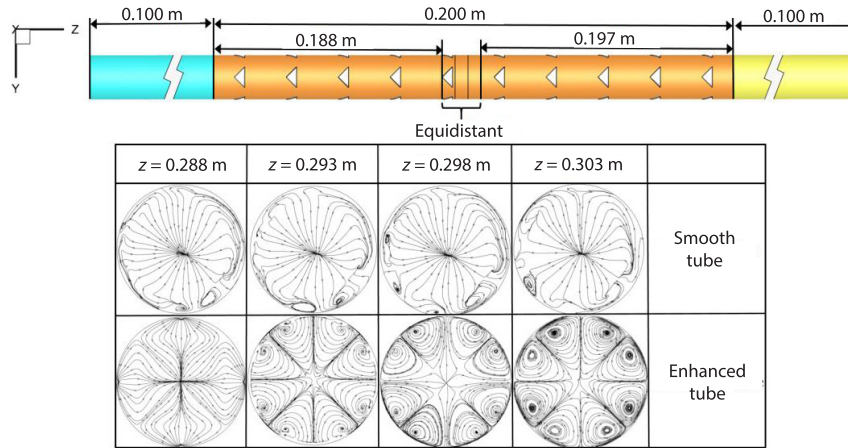 0.100 m
0.200 m
0.100 m
0.188 m
0.197 m
X
Z
Y
Equidistant
z = 0.288 m
z = 0.293 m
z = 0.298 m
z = 0.303 m
Smooth
tube
Enhanced
tube